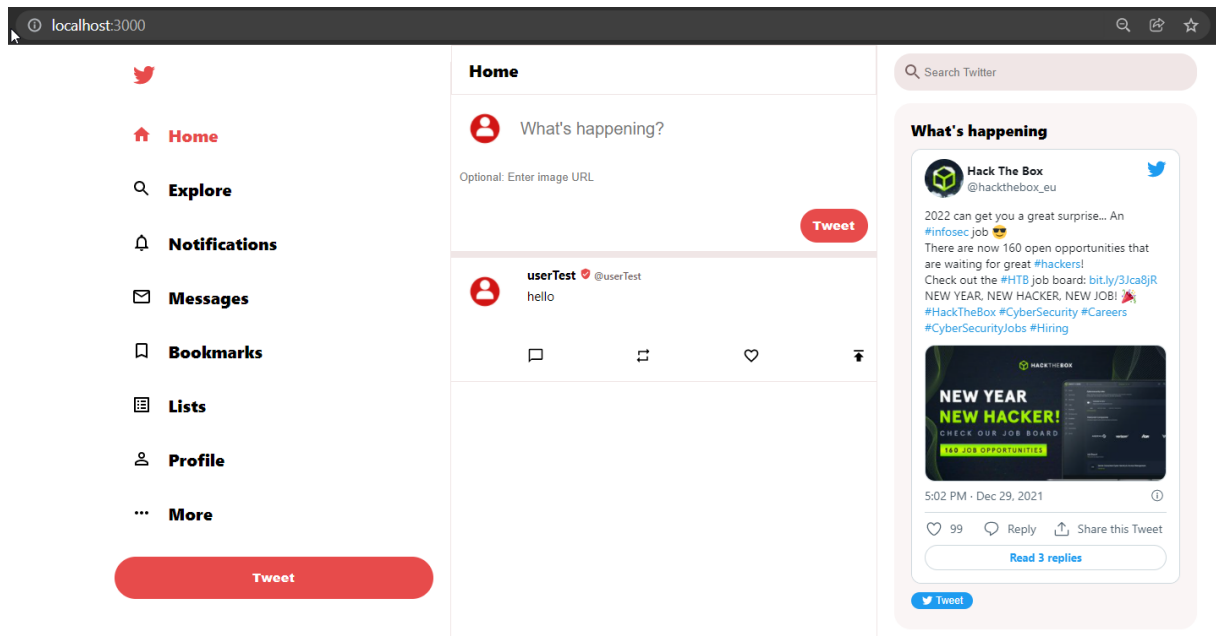 localhost:3000
Home
Explore
Notifications
Messages
Bookmarks
Lists
Profile
More
Tweet
Home
What's happening?
Optional: Enter image URL
Tweet
userTest @userTest
hello
Search Twitter
What's happening
Hack The Box
@hackthebox_eu
2022 can get you a great surprise... An
#infosec job 😎
There are now 160 open opportunities that
are waiting for great #hackers!
Check out the #HTB job board: bit.ly/3Jca8jR
NEW YEAR, NEW HACKER, NEW JOB! 🎉
#HackTheBox #CyberSecurity #Careers
#CyberSecurityJobs #Hiring
HACKTHEBOX
NEW YEAR
NEW HACKER!
CHECK OUR JOB BOARD
160 JOB OPPORTUNITIES
5:02 PM · Dec 29, 2021
99 Reply Share this Tweet
Read 3 replies
Tweet